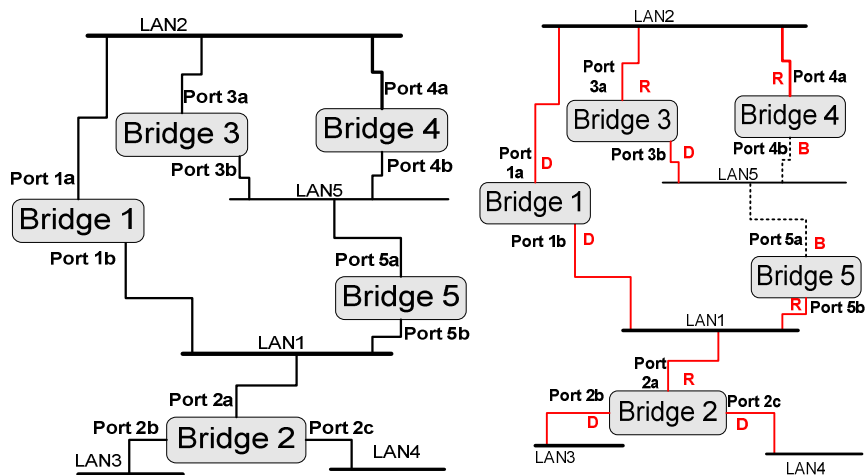 LAN2
Port 3a
Port 4a
Bridge 3
Bridge 4
Port 3b
Port 4b
Port 1a
LAN5
Bridge 1
Port 1b
Port 5a
Bridge 5
Port 5b
LAN1
Port 2a
Port 2b
Bridge 2
Port 2c
LAN3
LAN4
LAN2
Port
3a
R
R
Port 4a
Bridge 3
Bridge 4
Port 3b
D
Port 4b
B
Port
1a
D
LAN5
Bridge 1
Port 1b
D
Port 5a
B
Bridge 5
R
Port 5b
LAN1
Port
2a
R
Port 2b
D
Bridge 2
Port 2c
D
LAN3
LAN4